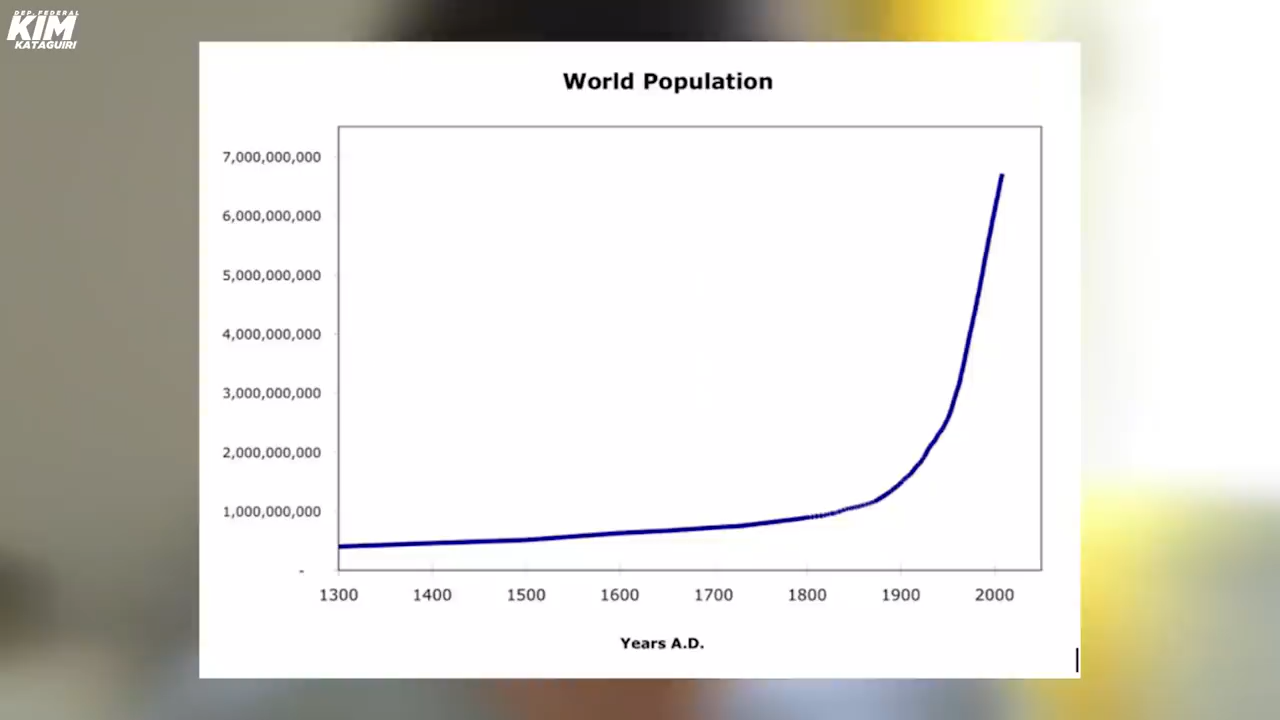 DEP. FEDERAL
KIM
KATAGUIRI
World Population
7,000,000,000
6,000,000,000
5,000,000,000
4,000,000,000
3,000,000,000
2,000,000,000
1,000,000,000
-
1300 1400 1500 1600 1700 1800 1900 2000
Years A.D.